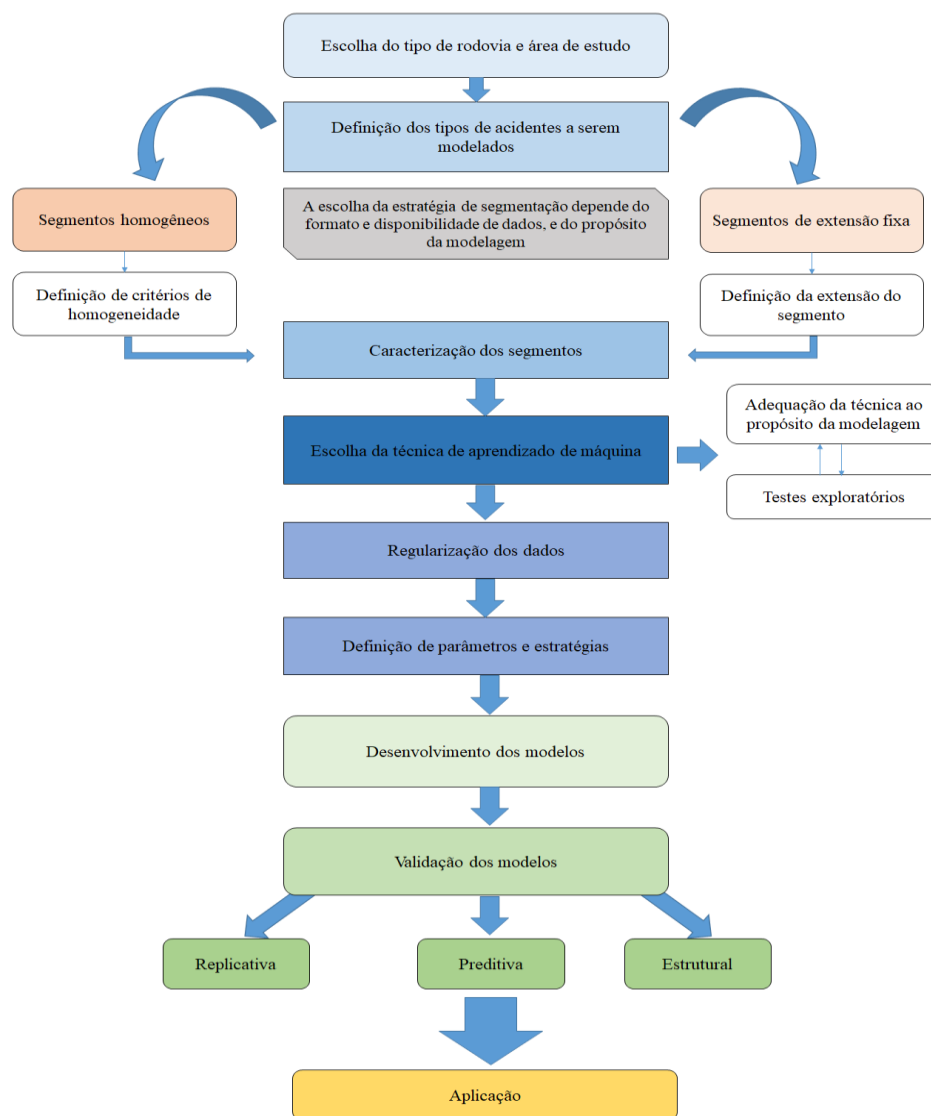 Escolha do tipo de rodovia e área de estudo
Definição dos tipos de acidentes a serem
modelados
Segmentos homogêneos
A escolha da estratégia de segmentação depende do
formato e disponibilidade de dados, e do propósito
da modelagem
Segmentos de extensão fixa
Definição de critérios de
homogeneidade
Definição da extensão do
segmento
Caracterização dos segmentos
Escolha da técnica de aprendizado de máquina
Adequação da técnica ao
propósito da modelagem
Testes exploratórios
Regularização dos dados
Definição de parâmetros e estratégias
Desenvolvimento dos modelos
Validação dos modelos
Replicativa
Preditiva
Estrutural
Aplicação